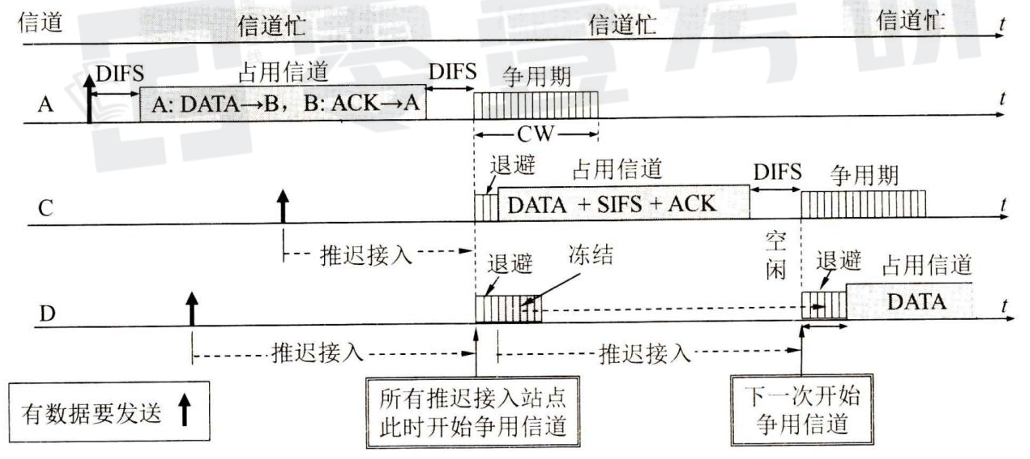 信道 信道忙 信道忙 信道忙 t
DIFS 占用信道 DIFS 争用期
A A: DATA→B，B: ACK→A t
CW
退避 占用信道 DIFS 争用期
C DATA + SIFS + ACK t
推迟接入 空闲
退避 冻结 退避 占用信道
D DATA t
推迟接入 推迟接入
有数据要发送
所有推迟接入站点
此时开始争用信道
下一次开始
争用信道